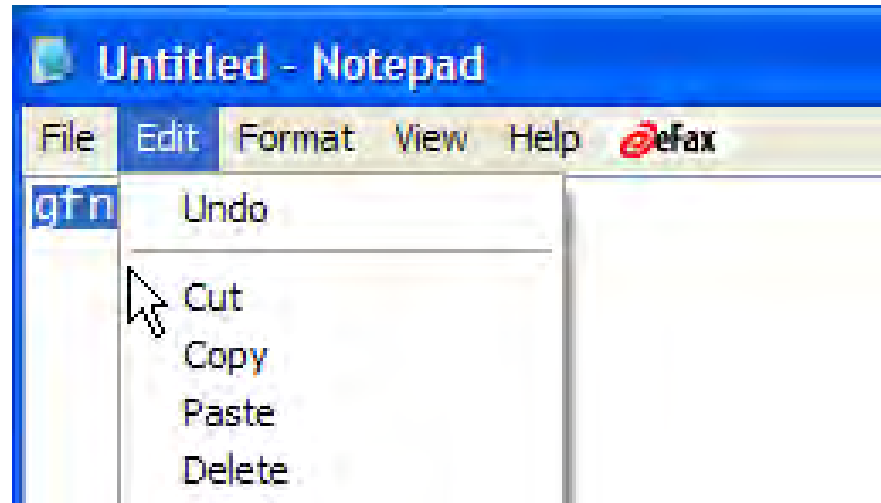 Untitled - Notepad
File Edit Format View Help eFax
gfn
Undo
Cut
Copy
Paste
Delete